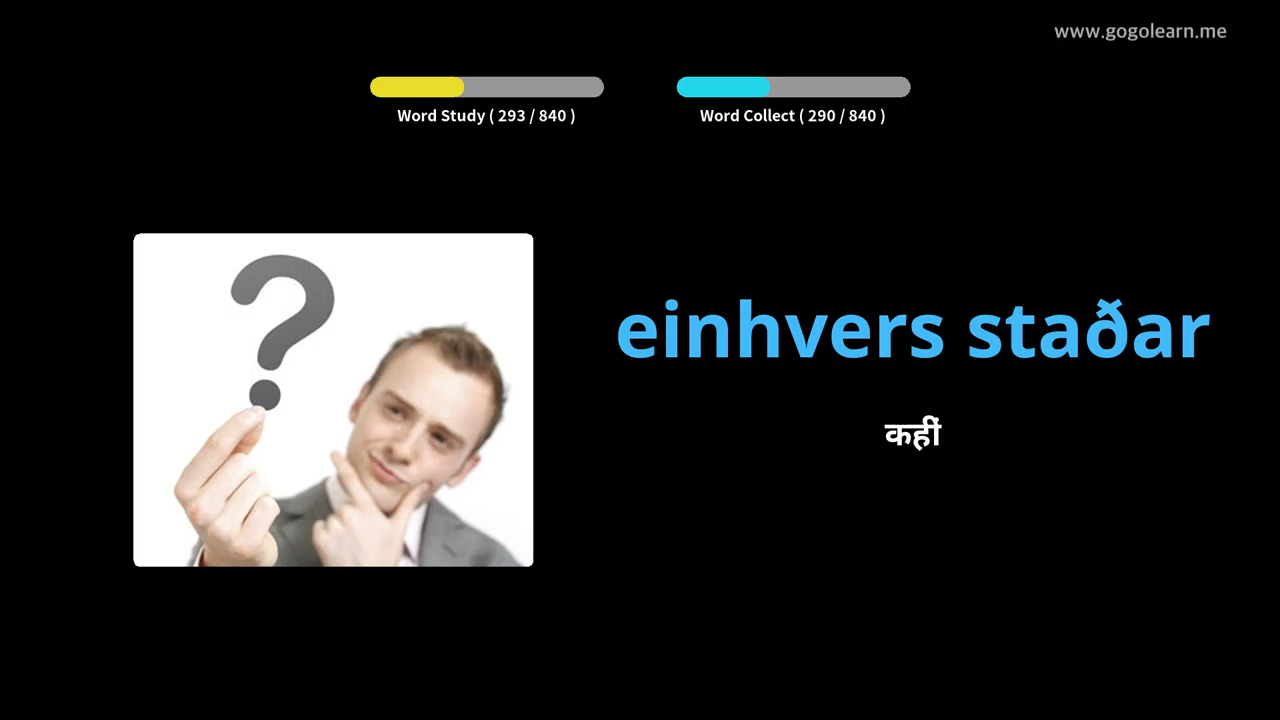 www.gogolearn.me
Word Study ( 293 / 840 )
Word Collect ( 290 / 840 )
einhvers staðar
कहीं